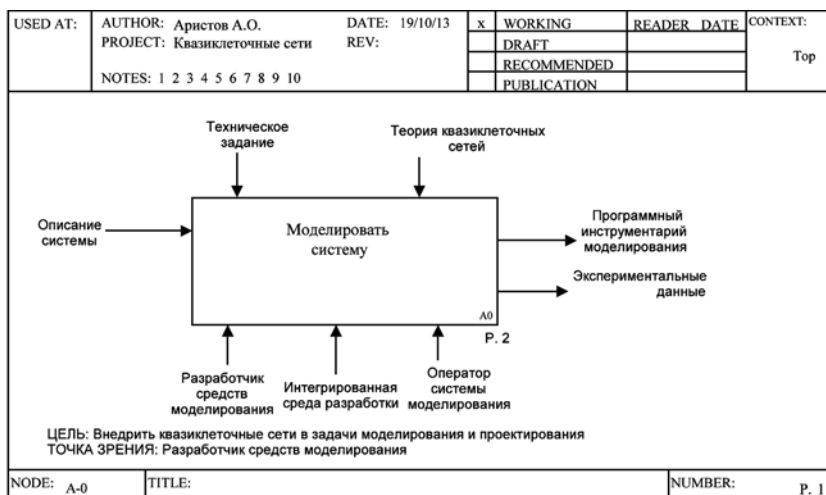 USED AT:
AUTHOR: Аристов А.О.
DATE: 19/10/13
PROJECT: Квазиклеточные сети
REV:
NOTES: 1 2 3 4 5 6 7 8 9 10
x WORKING
DRAFT
RECOMMENDED
PUBLICATION
READER DATE
CONTEXT:
Top
Техническое
задание
Теория квазиклеточных
сетей
Описание
системы
Моделировать
систему
A0
P. 2
Программный
инструментарий
моделирования
Экспериментальные
данные
Разработчик
средств
моделирования
Интегрированная
среда разработки
Оператор
системы
моделирования
ЦЕЛЬ: Внедрить квазиклеточные сети в задачи моделирования и проектирования
ТОЧКА ЗРЕНИЯ: Разработчик средств моделирования
NODE: A-0
TITLE:
NUMBER:
P. 1